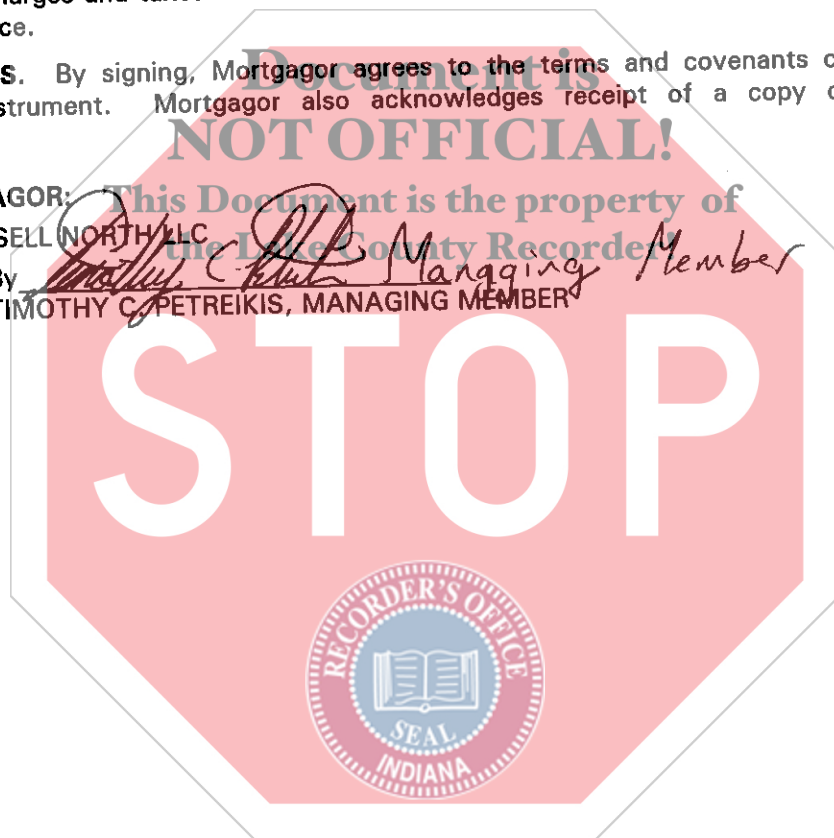 ce.
S. By signing, Mortgagor agrees to the terms and covenants
strument. Mortgagor also acknowledges receipt of a copy
Document is
NOT OFFICIAL!
This Document is the property of
the Lake County Recorder!
AGOR:
SELL NORTH LLC
By Timothy C. Petreikis Managing Member
TIMOTHY C. PETREIKIS, MANAGING MEMBER
STOP
RECORDER'S OFFICE
SEAL
INDIANA